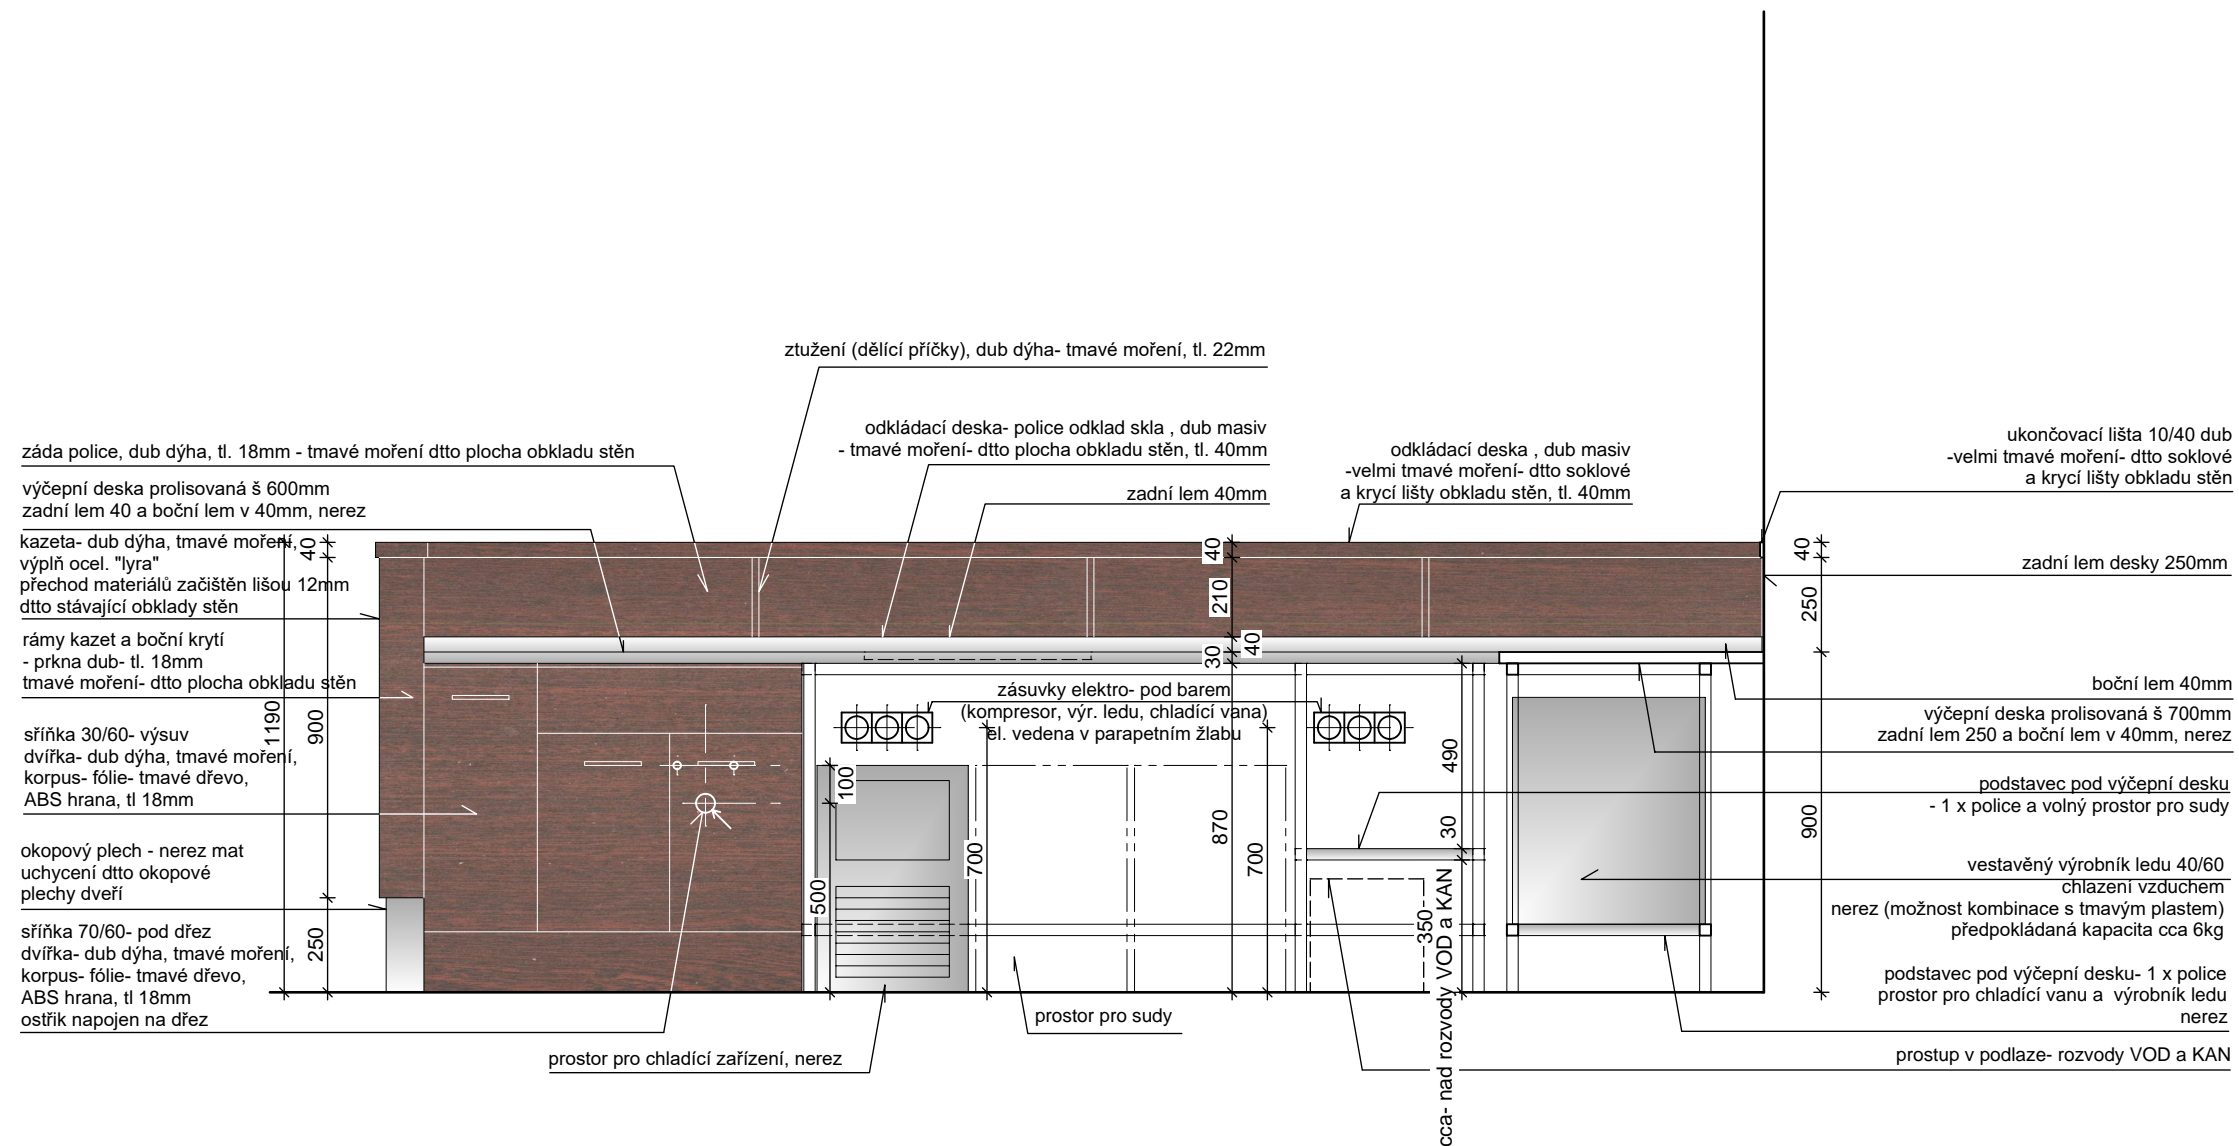 ztužení (dělící příčky), dub dýha- tmavé moření, tl. 22mm
odkládací deska- police odklad skla , dub masiv
- tmavé moření- dtto plocha obkladu stěn, tl. 40mm
zadní lem 40mm
odkládací deska , dub masiv
-velmi tmavé moření- dtto soklové
a krycí lišty obkladu stěn, tl. 40mm
ukončovací lišta 10/40 dub
-velmi tmavé moření- dtto soklové
a krycí lišty obkladu stěn
záda police, dub dýha, tl. 18mm - tmavé moření dtto plocha obkladu stěn
výčepní deska prolisovaná š 600mm
zadní lem 40 a boční lem v 40mm, nerez
kazeta- dub dýha, tmavé moření,
výplň ocel. "lyra"
přechod materiálů začištěn lišou 12mm
dtto stávající obklady stěn
rámy kazet a boční krytí
- prkna dub- tl. 18mm
tmavé moření- dtto plocha obkladu stěn
sříňka 30/60- výsuv
dvířka- dub dýha, tmavé moření,
korpus- fólie- tmavé dřevo,
ABS hrana, tl 18mm
okopový plech - nerez mat
uchycení dtto okopové
plechy dveří
sříňka 70/60- pod dřez
dvířka- dub dýha, tmavé moření,
korpus- fólie- tmavé dřevo,
ABS hrana, tl 18mm
ostřik napojen na dřez
1190
40
900
250
40
210
40
30
870
zásuvky elektro- pod barem
(kompresor, výr. ledu, chladící vana)
el. vedena v parapetním žlabu
100
500
700
700
490
30
350
cca- nad rozvody VOD a KAN
40
250
900
zadní lem desky 250mm
boční lem 40mm
výčepní deska prolisovaná š 700mm
zadní lem 250 a boční lem v 40mm, nerez
podstavec pod výčepní desku
- 1 x police a volný prostor pro sudy
vestavěný výrobník ledu 40/60
chlazení vzduchem
nerez (možnost kombinace s tmavým plastem)
předpokládaná kapacita cca 6kg
podstavec pod výčepní desku- 1 x police
prostor pro chladící vanu a výrobník ledu
nerez
prostup v podlaze- rozvody VOD a KAN
prostor pro sudy
prostor pro chladící zařízení, nerez